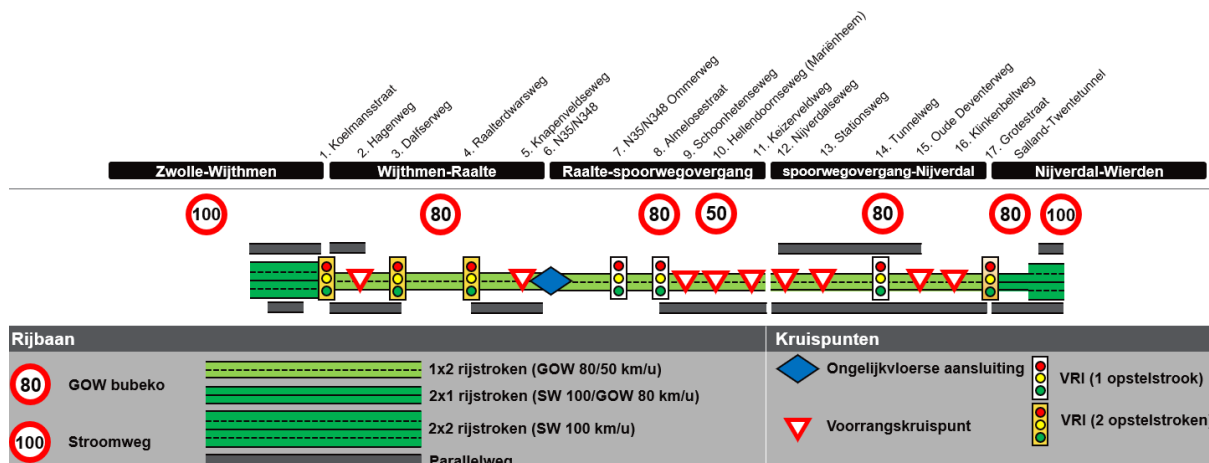 1. Koelmansstraat
2. Hagenweg
3. Dalfserweg
4. Raalterdwarsweg
5. Knapenveldseweg
6. N35/N348
7. N35/N348 Ommerweg
8. Almelosestraat
9. Schoonhetenseweg
10. Hellendoornseweg (Mariënheem)
11. Keizerveldweg
12. Nijverdalseweg
13. Stationsweg
14. Tunnelweg
15. Oude Deventerweg
16. Klinkenbeltweg
17. Grotestraat
Salland-Twentetunnel
Zwolle-Wijthmen
Wijthmen-Raalte
Raalte-spoorwegovergang
spoorwegovergang-Nijverdal
Nijverdal-Wierden
100
80
80
50
80
80
100
Rijbaan
80
GOW bubeko
100
Stroomweg
1x2 rijstroken (GOW 80/50 km/u)
2x1 rijstroken (SW 100/GOW 80 km/u)
2x2 rijstroken (SW 100 km/u)
Parallelweg
Kruispunten
Ongelijkvloerse aansluiting
Voorrangskruispunt
VRI (1 opstelstrook)
VRI (2 opstelstroken)